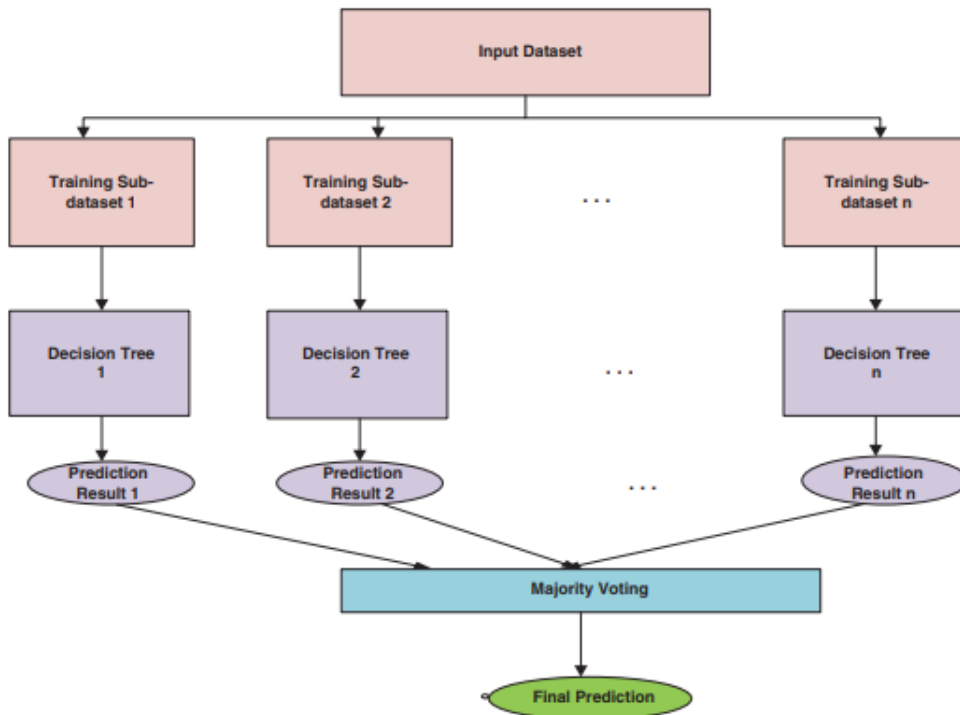 Input Dataset
Training Sub-
dataset 1
Training Sub-
dataset 2
. . .
Training Sub-
dataset n
Decision Tree
1
Decision Tree
2
. . .
Decision Tree
n
Prediction
Result 1
Prediction
Result 2
. . .
Prediction
Result n
Majority Voting
Final Prediction